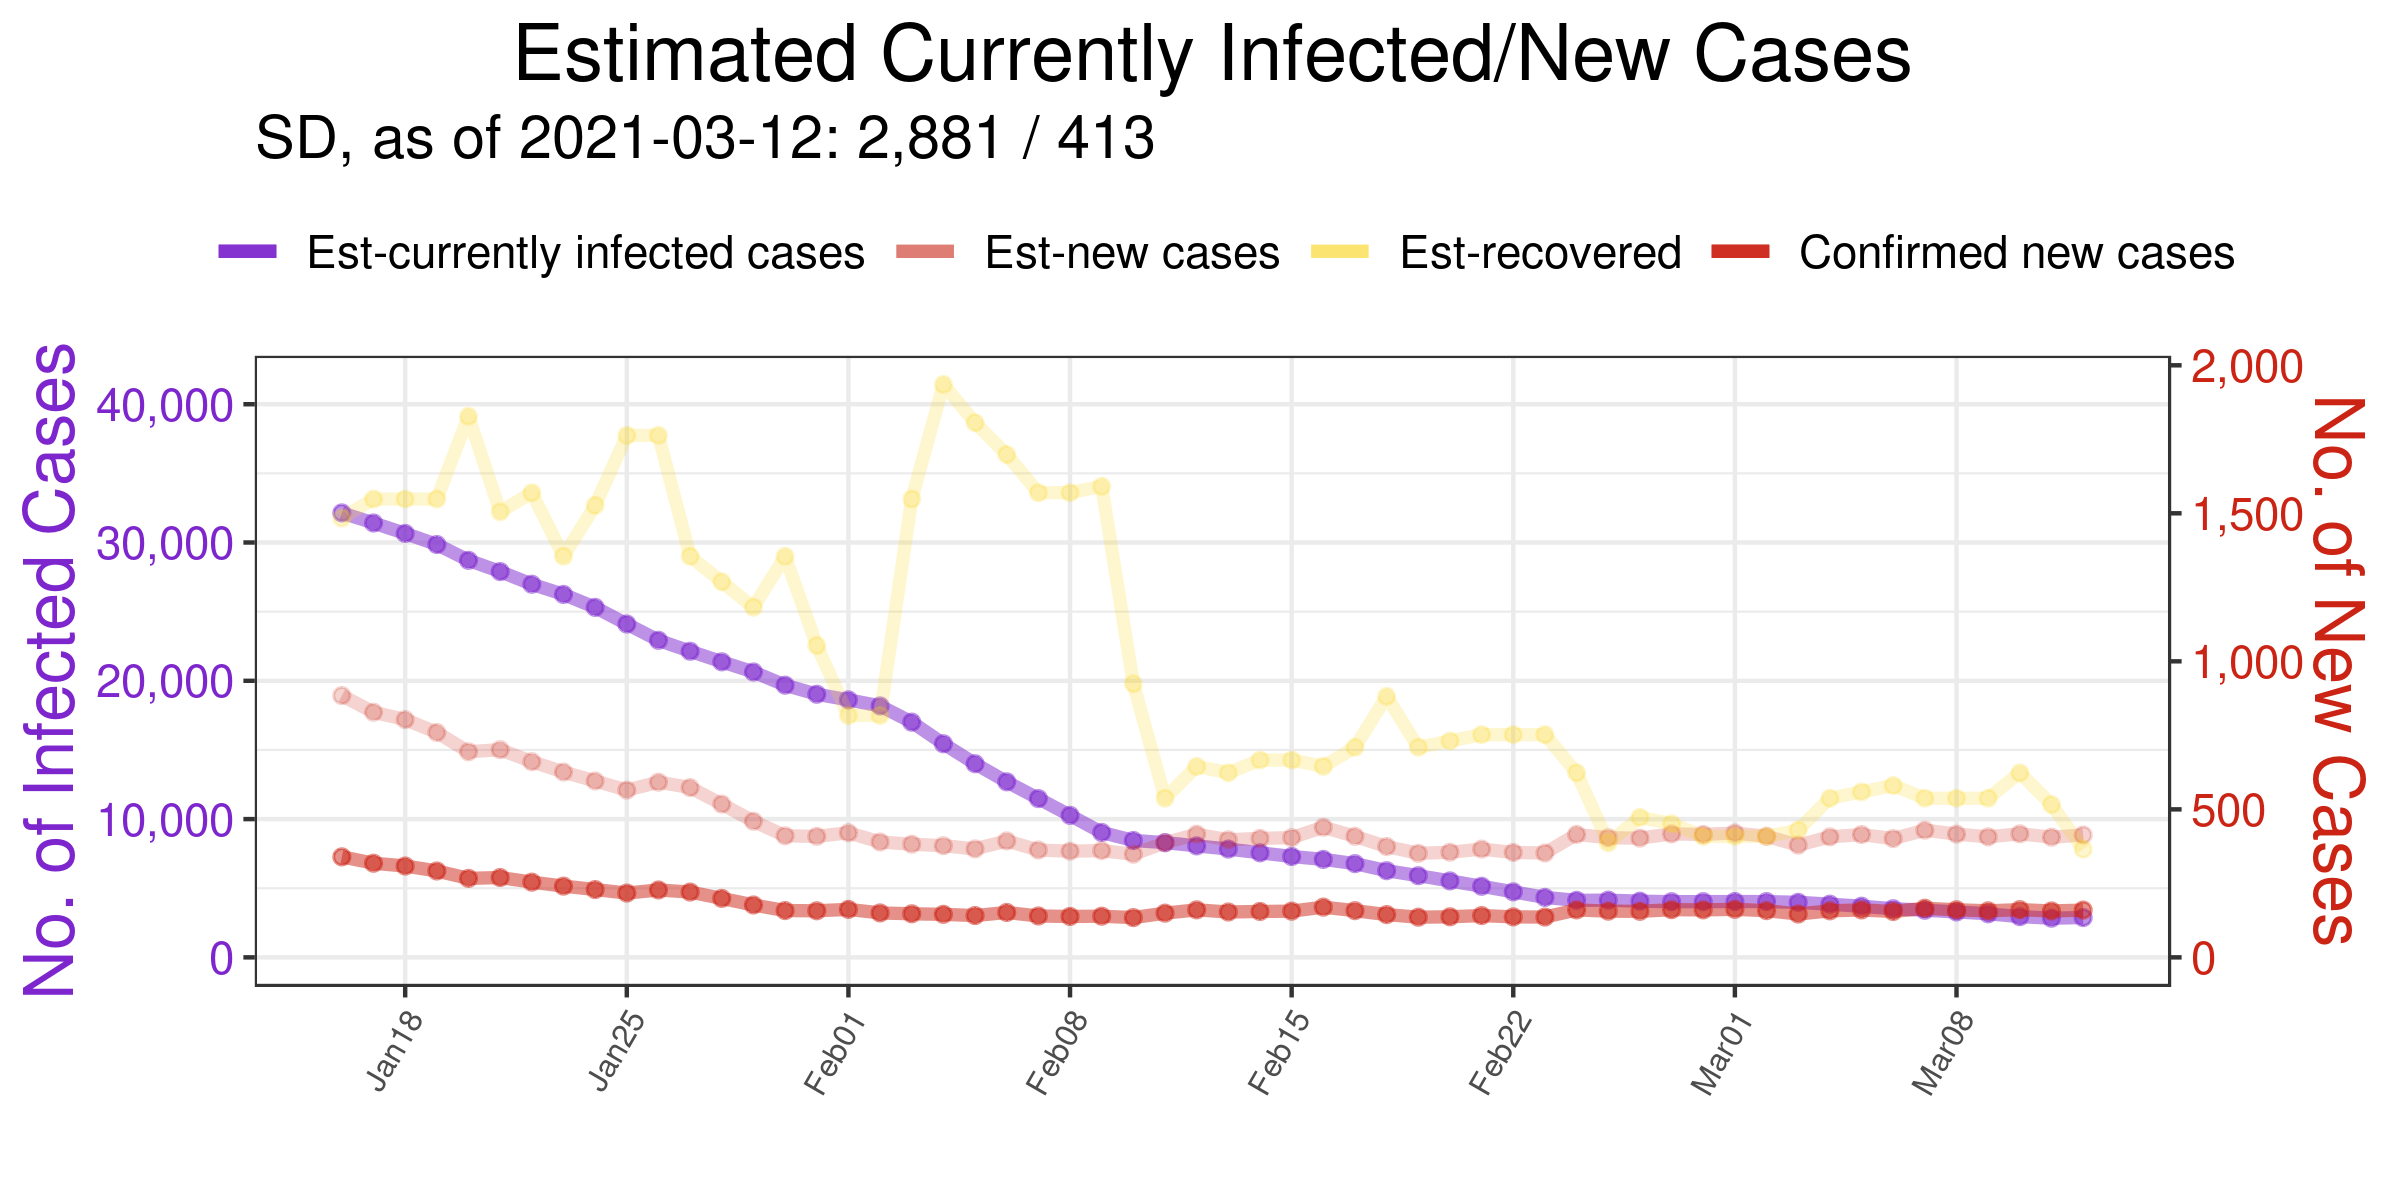 Estimated Currently Infected/New Cases
SD, as of 2021-03-12: 2,881 / 413
Est-currently infected cases Est-new cases Est-recovered Confirmed new cases
No. of Infected Cases
40,000
30,000
20,000
10,000
0
2,000
1,500
1,000
500
0
No. of New Cases
Jan18 Jan25 Feb01 Feb08 Feb15 Feb22 Mar01 Mar08